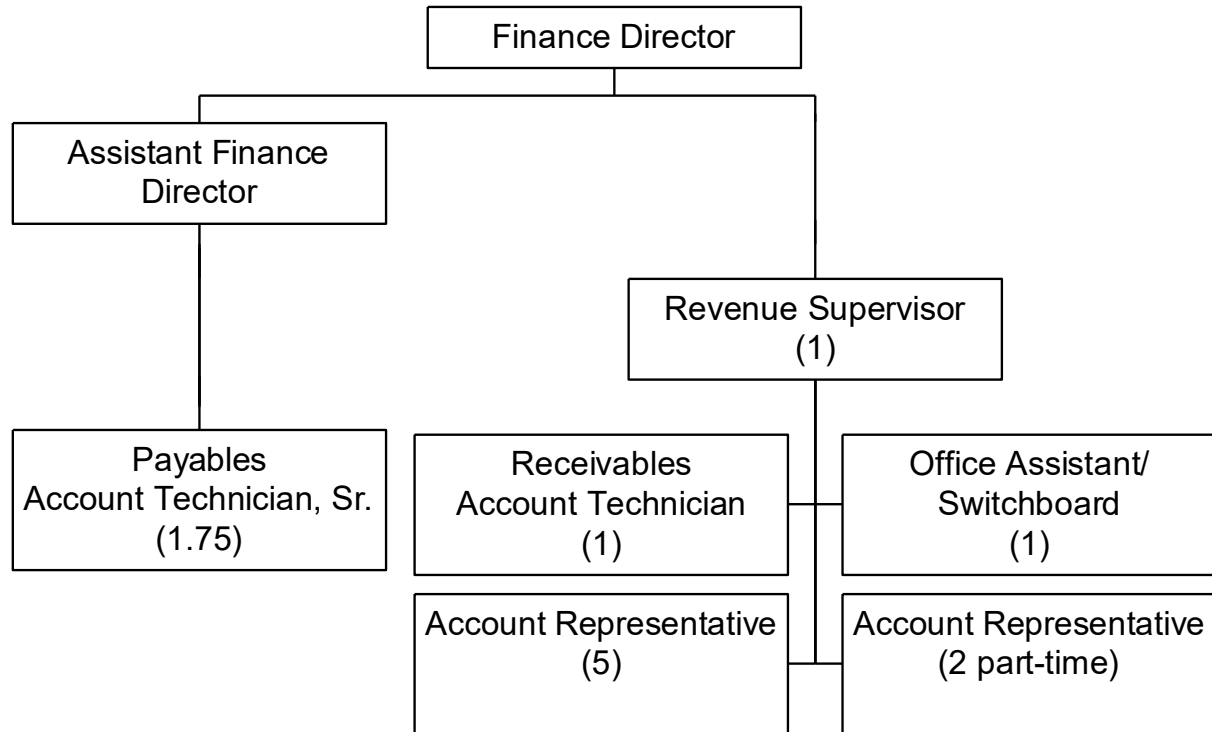 Finance Director
Assistant Finance
Director
Revenue Supervisor
(1)
Payables
Account Technician, Sr.
(1.75)
Receivables
Account Technician
(1)
Office Assistant/
Switchboard
(1)
Account Representative
(5)
Account Representative
(2 part-time)